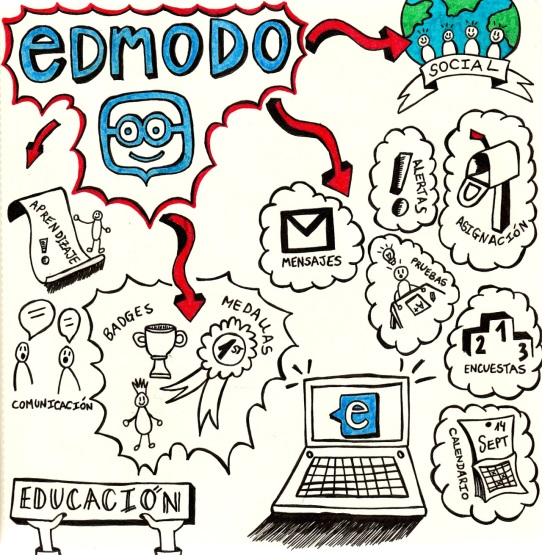 EDMODO
SOCIAL
APRENDIZAJE
!
ALERTAS
ASIGNACIÓN
MENSAJES
PRUEBAS
A+
BADGES
MEDALLAS
1ST
COMUNICACIÓN
2 1 3
ENCUESTAS
e
CALENDARIO
14
SEPT
EDUCACIÓN